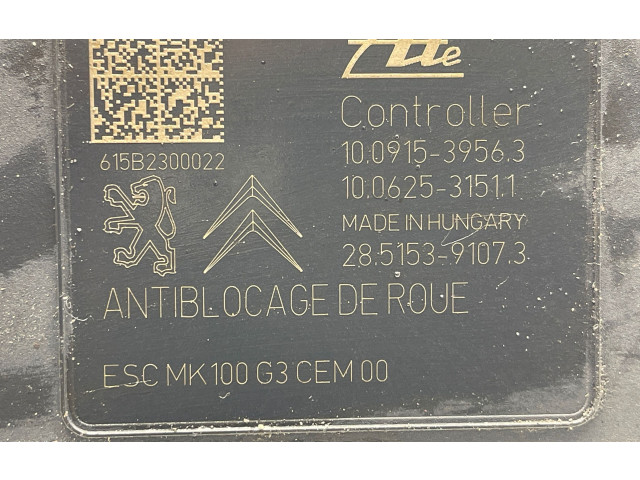 Ate
Controller
10.0915-3956.3
615B2300022
10.0625-3151.1
MADE IN HUNGARY
28.5153-9107.3
ANTIBLOCAGE DE ROUE
ESC MK100 G3 CEM 00